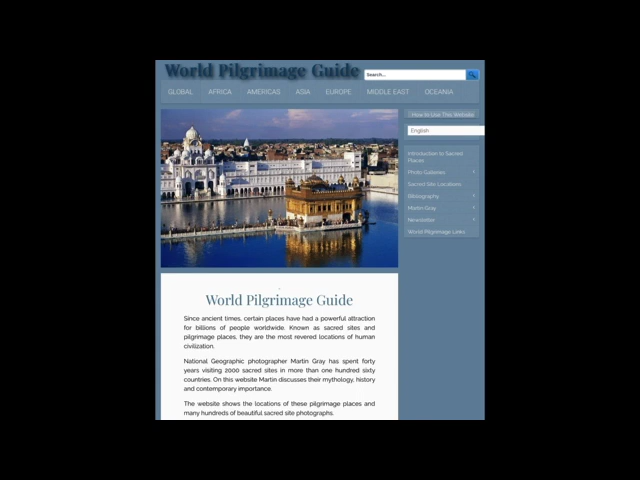 World Pilgrimage Guide
Search...
GLOBAL AFRICA AMERICAS ASIA EUROPE MIDDLE EAST OCEANIA
How to Use This Website
English
Introduction to Sacred
Places
Photo Galleries
Sacred Site Locations
Bibliography
Martin Gray
Newsletter
World Pilgrimage Links
World Pilgrimage Guide
Since ancient times, certain places have had a powerful attraction
for billions of people worldwide. Known as sacred sites and
pilgrimage places, they are the most revered locations of human
civilization.
National Geographic photographer Martin Gray has spent forty
years visiting 2000 sacred sites in more than one hundred sixty
countries. On this website Martin discusses their mythology, history
and contemporary importance.
The website shows the locations of these pilgrimage places and
many hundreds of beautiful sacred site photographs.